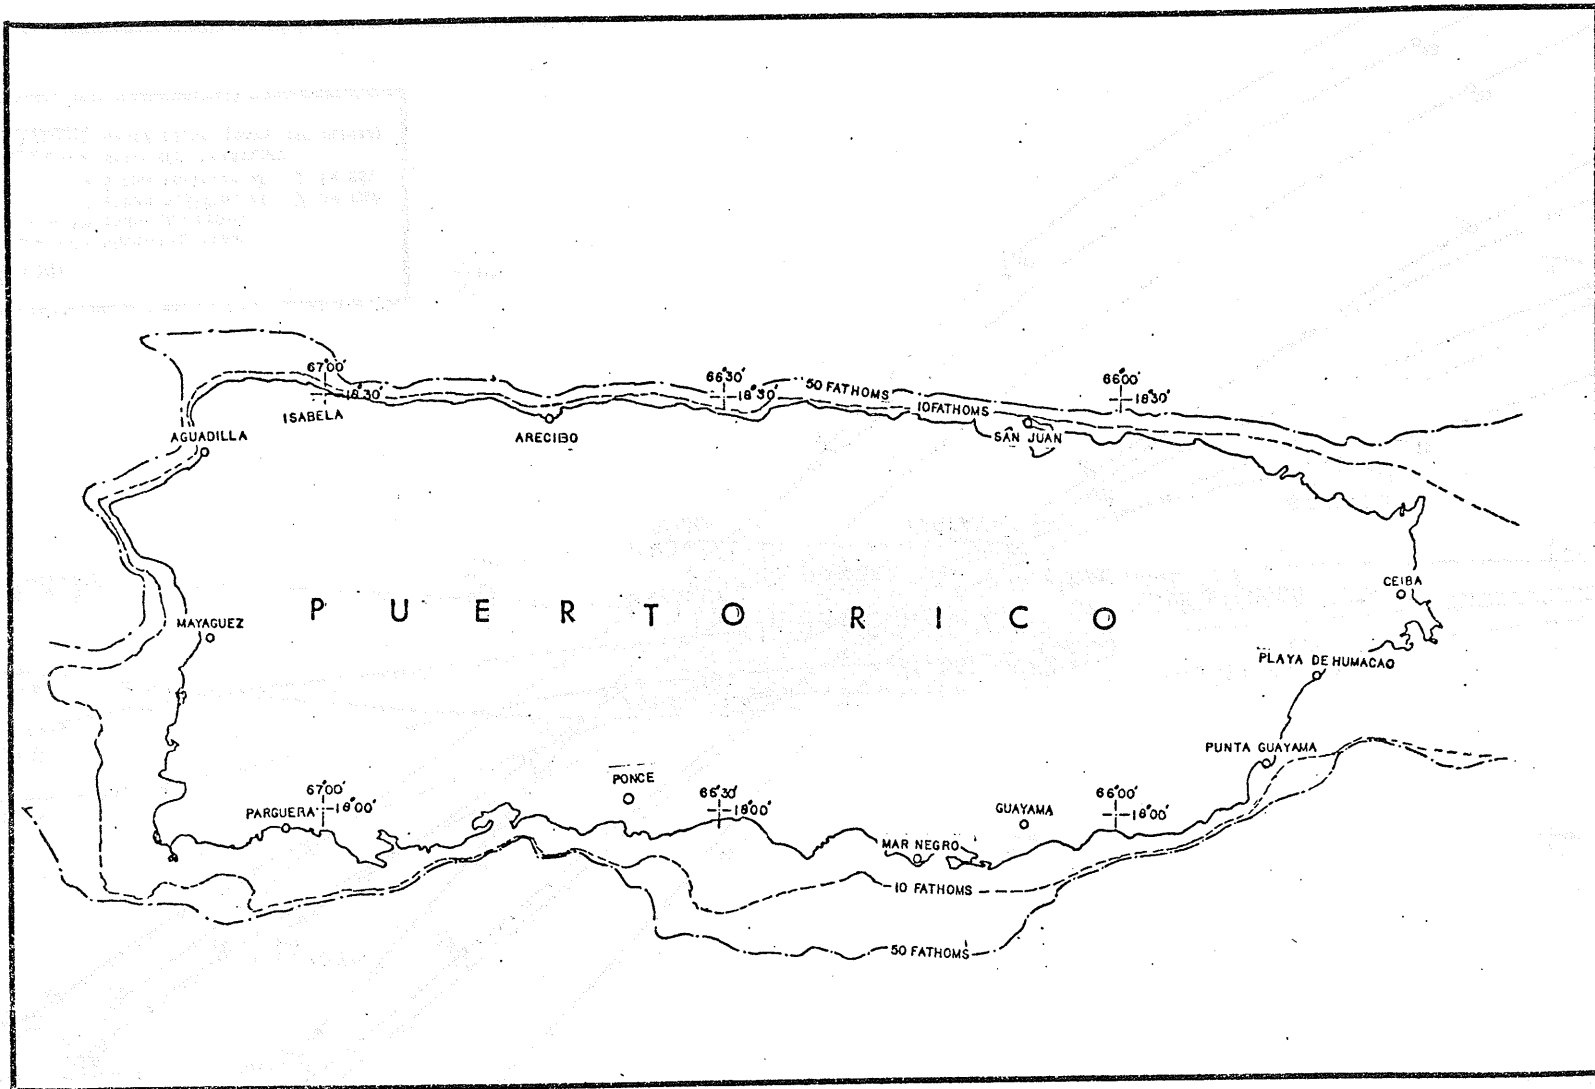 67°00'
18°30'
ISABELA
66°30'
18°30'
50 FATHOMS
10 FATHOMS
66°00'
18°30'
AGUADILLA
ARECIBO
SAN JUAN
CEIBA
PUERTO RICO
MAYAGUEZ
PLAYA DE HUMACAO
PUNTA GUAYAMA
67°00'
18°00'
PARGUERA
PONCE
66°30'
18°00'
GUAYAMA
66°00'
18°00'
MAR NEGRO
10 FATHOMS
50 FATHOMS